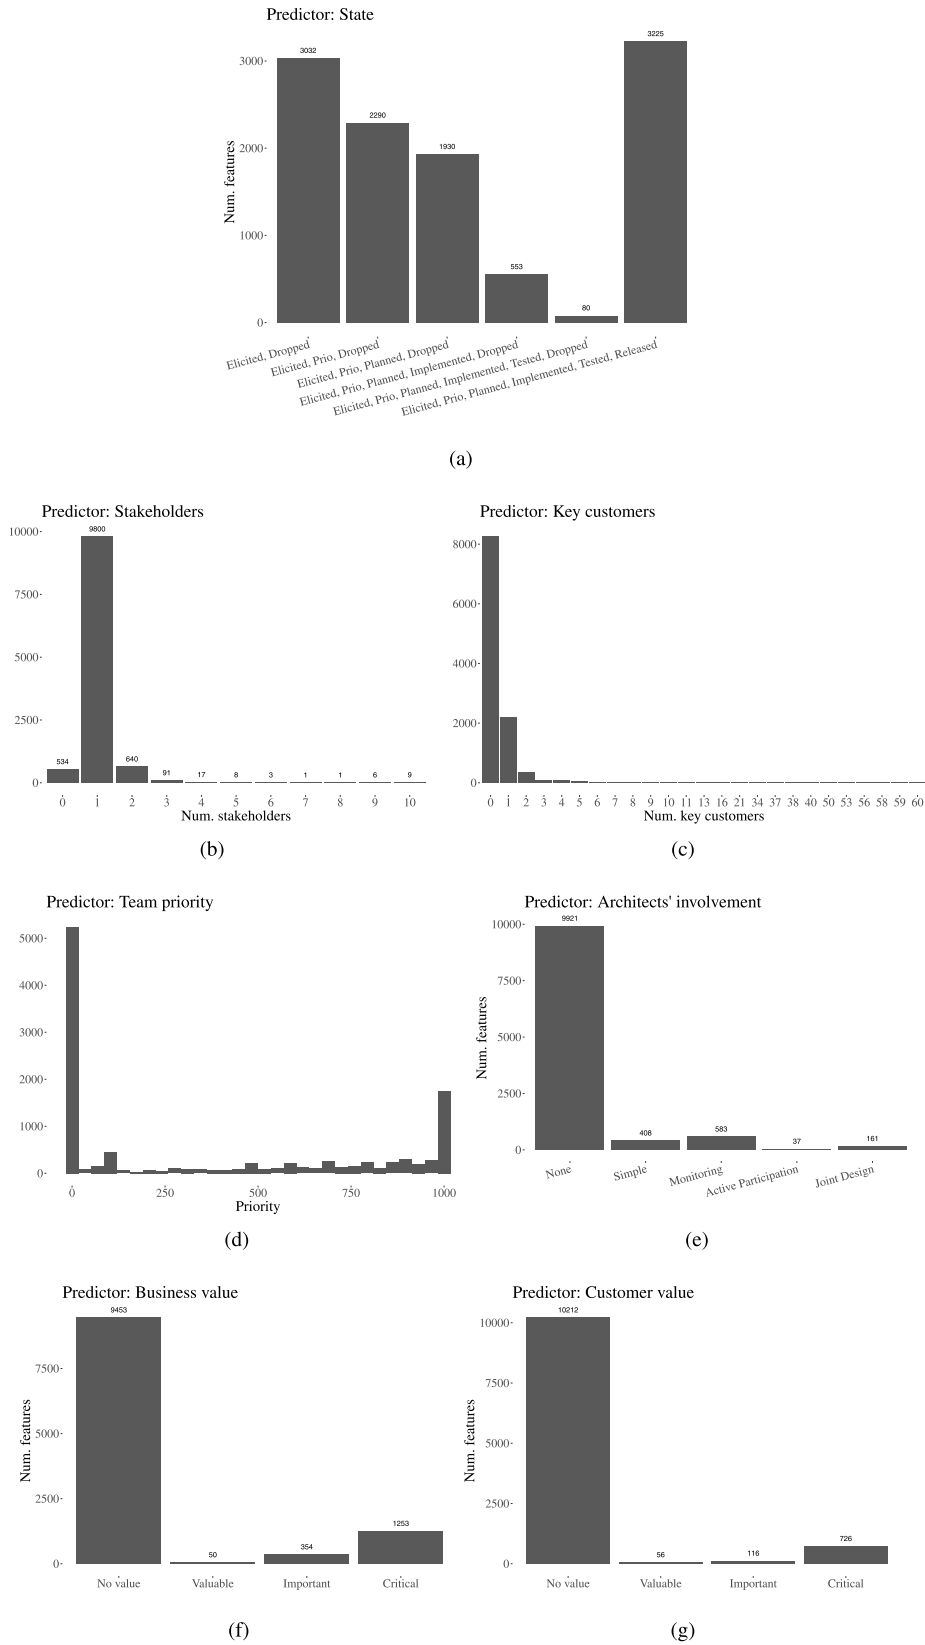 Predictor: State
3225
3032
3000
2290
2000
1930
Num. features
1000
553
80
0
Elicited, Dropped
Elicited, Prio, Dropped
Elicited, Prio, Planned, Dropped
Elicited, Prio, Planned, Implemented, Dropped
Elicited, Prio, Planned, Implemented, Tested, Dropped
Elicited, Prio, Planned, Implemented, Tested, Released
(a)
Predictor: Stakeholders
10000
9800
7500
5000
2500
0
534
640
91
17
8
3
1
1
6
9
0 1 2 3 4 5 6 7 8 9 10
Num. stakeholders
(b)
Predictor: Key customers
8000
6000
4000
2000
0
0 1 2 3 4 5 6 7 8 9 10 11 13 16 21 34 37 38 40 50 53 56 58 59 60
Num. key customers
(c)
Predictor: Team priority
5000
4000
3000
2000
1000
0
0 250 500 750 1000
Priority
(d)
Predictor: Architects' involvement
10000
9921
7500
Num. features
5000
2500
0
408
583
37
161
None
Simple
Monitoring
Active Participation
Joint Design
(e)
Predictor: Business value
9453
7500
5000
Num. features
2500
0
50
354
1253
No value Valuable Important Critical
(f)
Predictor: Customer value
10212
10000
7500
5000
Num. features
2500
0
56
116
726
No value Valuable Important Critical
(g)